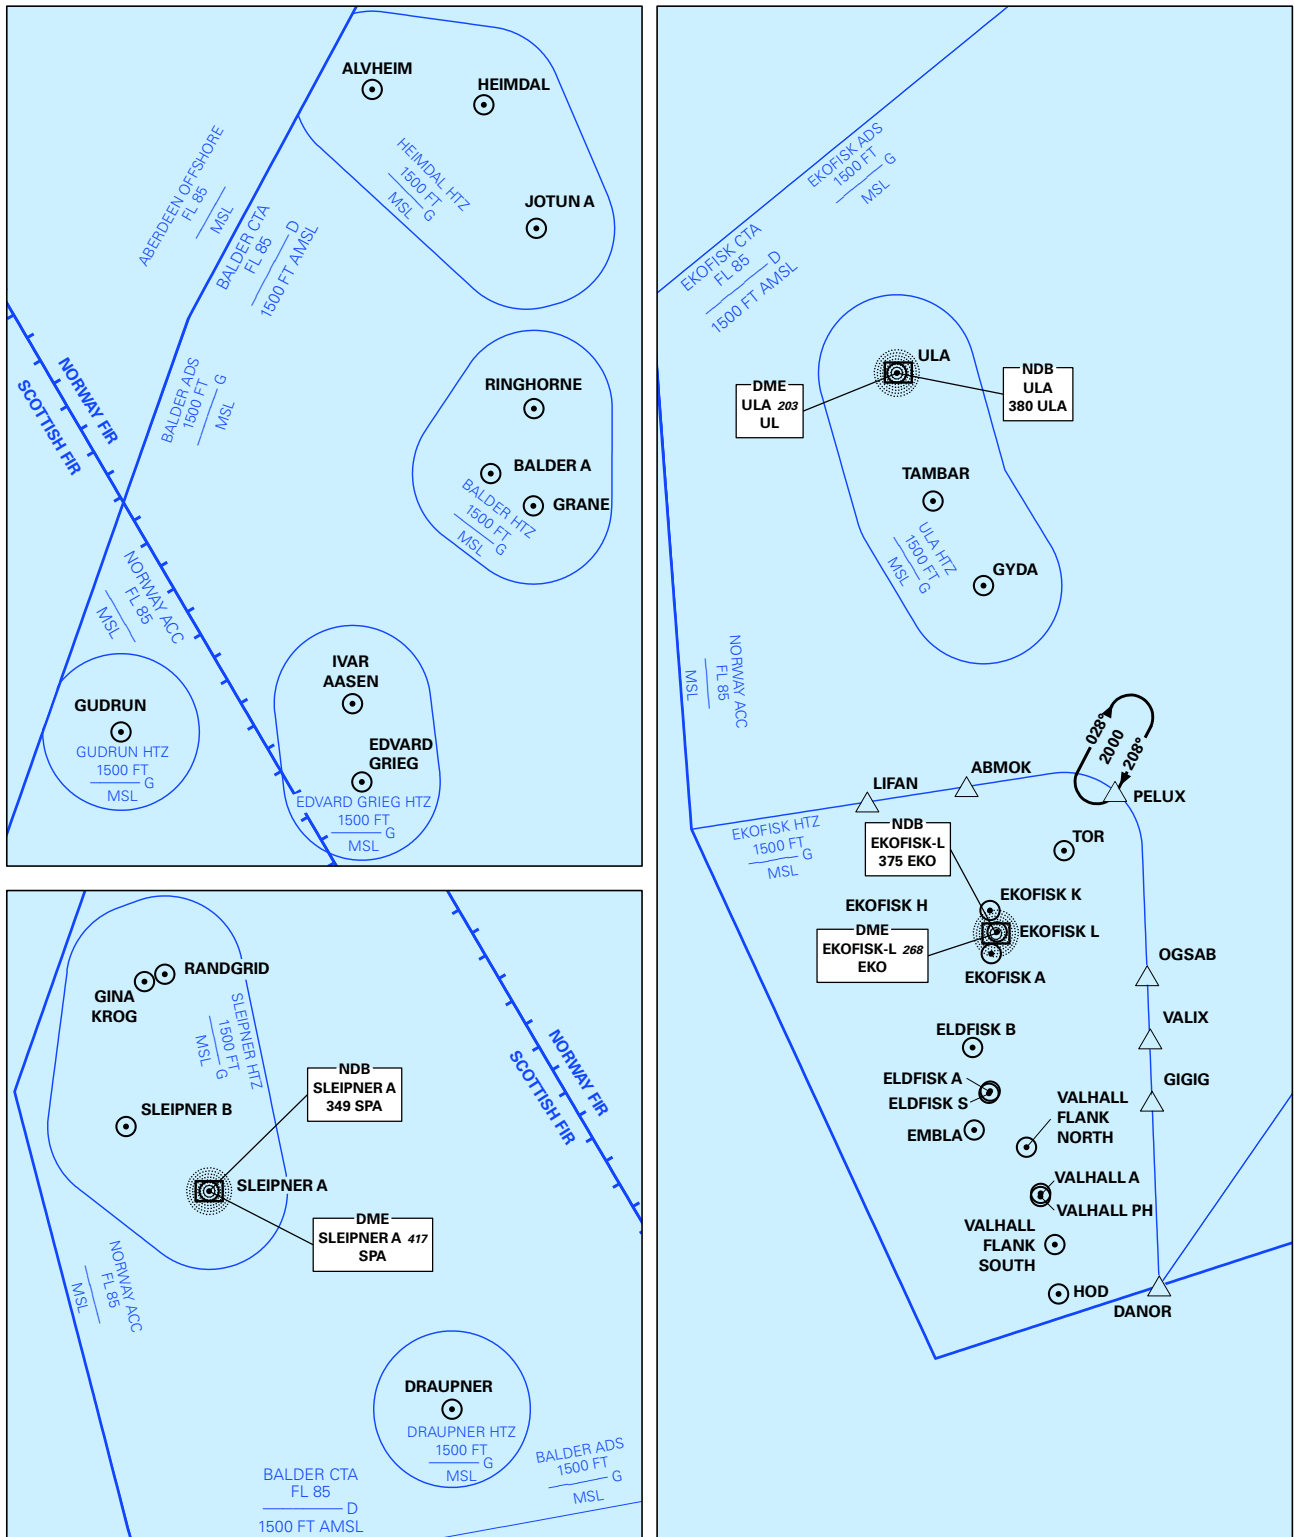 ALVHEIM
HEIMDAL
HEIMDAL HTZ
1500 FT
G
MSL
JOTUN A
ABERDEEN OFFSHORE
FL 85
MSL
BALDER CTA
FL 85
D
1500 FT AMSL
NORWAY FIR
SCOTTISH FIR
BALDER ADS
1500 FT
G
MSL
RINGHORNE
BALDER A
GRANE
BALDER HTZ
1500 FT
G
MSL
NORWAY ACC
FL 85
MSL
IVAR
AASEN
GUDRUN
GUDRUN HTZ
1500 FT
G
MSL
EDVARD
GRIEG
EDVARD GRIEG HTZ
1500 FT
G
MSL
RANDGRID
GINA
KROG
SLEIPNER HTZ
1500 FT
G
MSL
NORWAY FIR
SCOTTISH FIR
NDB
SLEIPNER A
349 SPA
SLEIPNER B
SLEIPNER A
DME
SLEIPNER A 417
SPA
NORWAY ACC
FL 85
MSL
DRAUPNER
DRAUPNER HTZ
1500 FT
G
MSL
BALDER CTA
FL 85
D
1500 FT AMSL
BALDER ADS
1500 FT
G
MSL
EKOFISK ADS
1500 FT
G
MSL
EKOFISK CTA
FL 85
D
1500 FT AMSL
ULA
DME
ULA 203
UL
NDB
ULA
380 ULA
TAMBAR
ULA HTZ
1500 FT
G
MSL
GYDA
NORWAY ACC
FL 85
MSL
028°
2000
208°
LIFAN
ABMOK
PELUX
EKOFISK HTZ
1500 FT
G
MSL
NDB
EKOFISK-L
375 EKO
TOR
EKOFISK H
EKOFISK K
EKOFISK L
DME
EKOFISK-L 268
EKO
EKOFISK A
OGSAB
ELDFISK B
VALIX
ELDFISK A
ELDFISK S
GIGIG
EMBLA
VALHALL
FLANK
NORTH
VALHALL A
VALHALL PH
VALHALL
FLANK
SOUTH
HOD
DANOR